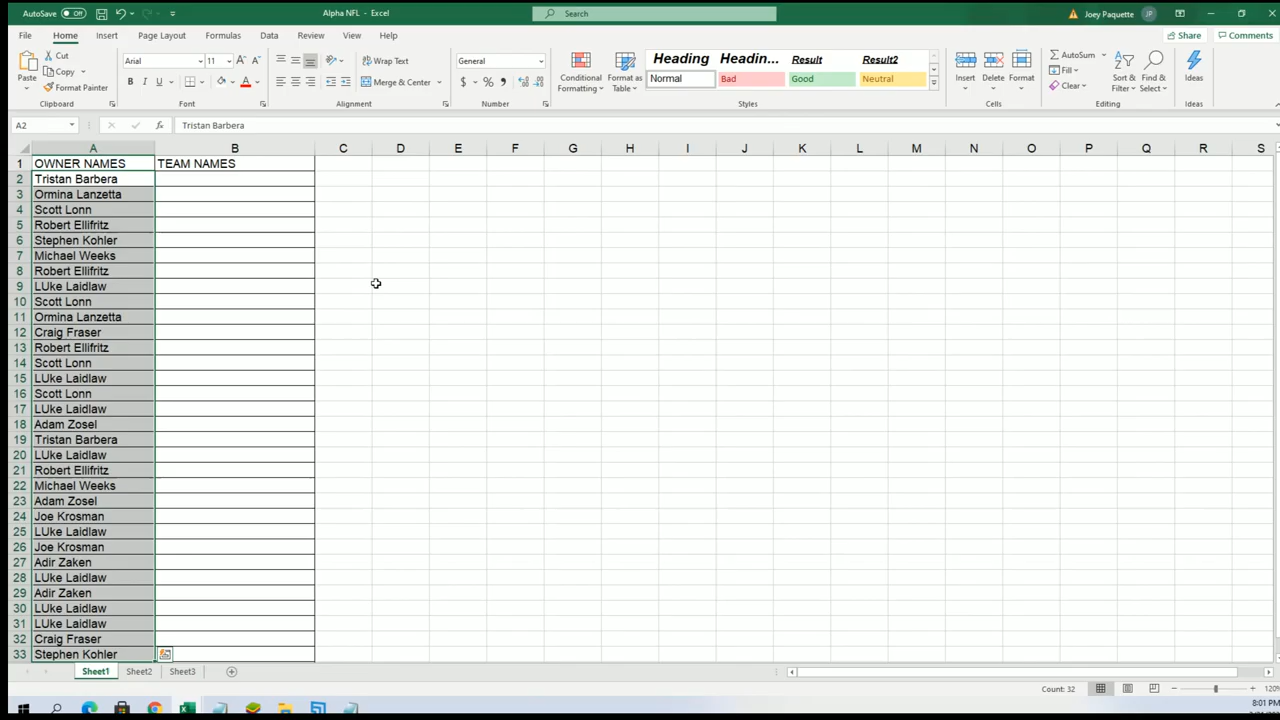 AutoSave Off Alpha NFL - Excel Search Joey Paquette JP
File Home Insert Page Layout Formulas Data Review View Help Share Comments
Cut Arial 11 Wrap Text General Heading Headin... Result Result2 AutoSum
Paste Copy Merge & Center Conditional Formatting Format as Table Normal Bad Good Neutral Insert Delete Format Fill Sort & Filter Find & Select Ideas
Format Painter Clear
Clipboard Font Alignment Number Styles Cells Editing Ideas
A2 fx Tristan Barbera
A B C D E F G H I J K L M N O P Q R S
1 OWNER NAMES TEAM NAMES
2 Tristan Barbera
3 Ormina Lanzetta
4 Scott Lonn
5 Robert Ellifritz
6 Stephen Kohler
7 Michael Weeks
8 Robert Ellifritz
9 LUke Laidlaw
10 Scott Lonn
11 Ormina Lanzetta
12 Craig Fraser
13 Robert Ellifritz
14 Scott Lonn
15 LUke Laidlaw
16 Scott Lonn
17 LUke Laidlaw
18 Adam Zosel
19 Tristan Barbera
20 LUke Laidlaw
21 Robert Ellifritz
22 Michael Weeks
23 Adam Zosel
24 Joe Krosman
25 LUke Laidlaw
26 Joe Krosman
27 Adir Zaken
28 LUke Laidlaw
29 Adir Zaken
30 LUke Laidlaw
31 LUke Laidlaw
32 Craig Fraser
33 Stephen Kohler
Sheet1 Sheet2 Sheet3
Count: 32 120%
8:01 PM